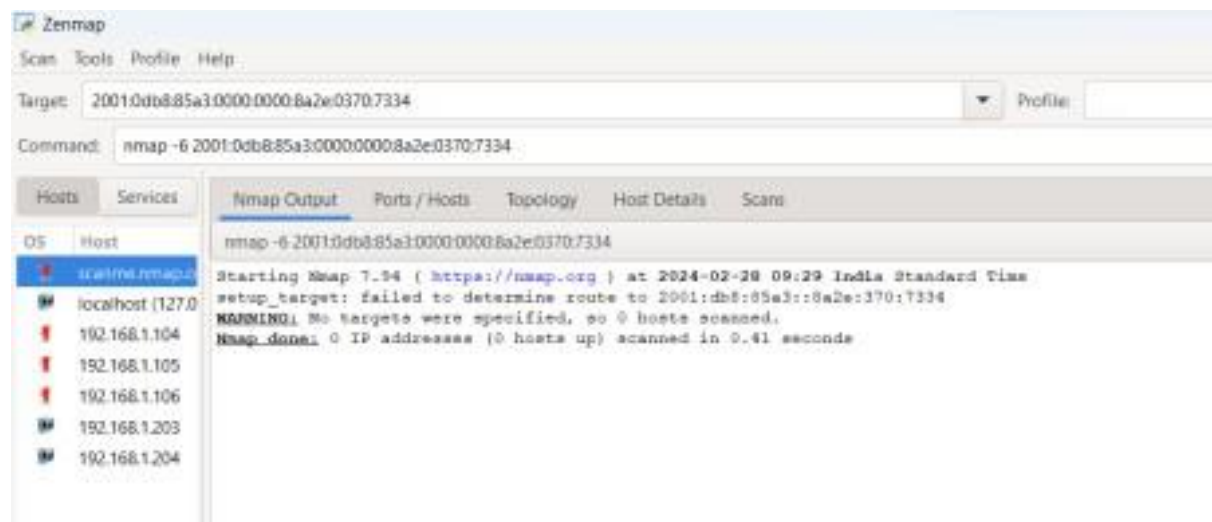 Zenmap
Scan Tools Profile Help
Target: 2001:0db8:85a3:0000:0000:8a2e:0370:7334 Profile:
Command: nmap -6 2001:0db8:85a3:0000:0000:8a2e:0370:7334
Hosts Services Nmap Output Ports / Hosts Topology Host Details Scans
OS Host nmap -6 2001:0db8:85a3:0000:0000:8a2e:0370:7334
scanme.nmap.o
Starting Nmap 7.94 ( https://nmap.org ) at 2024-02-28 09:29 India Standard Time
setup_target: failed to determine route to 2001:db8:85a3::8a2e:370:7334
localhost (127.0
WARNING: No targets were specified, so 0 hosts scanned.
192.168.1.104
Nmap done: 0 IP addresses (0 hosts up) scanned in 0.41 seconds
192.168.1.105
192.168.1.106
192.168.1.203
192.168.1.204